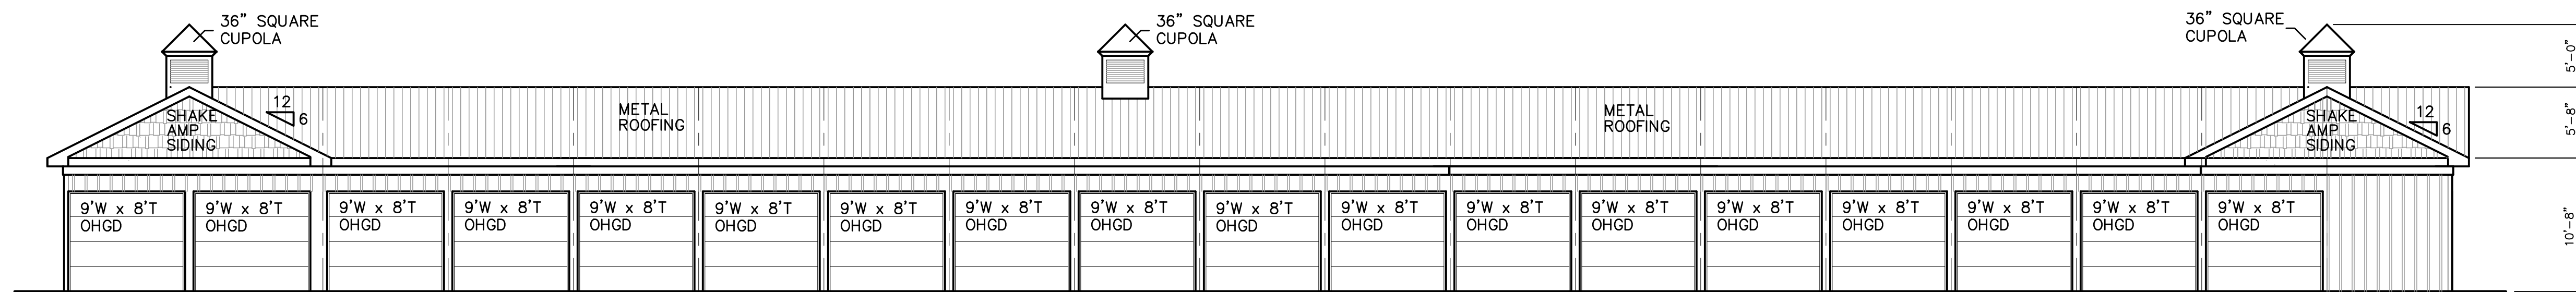 36" SQUARE
CUPOLA
36" SQUARE
CUPOLA
36" SQUARE
CUPOLA
5'-0"
12
6
SHAKE
AMP
SIDING
METAL
ROOFING
METAL
ROOFING
12
6
SHAKE
AMP
SIDING
5'-8"
9'W x 8'T
OHGD
9'W x 8'T
OHGD
9'W x 8'T
OHGD
9'W x 8'T
OHGD
9'W x 8'T
OHGD
9'W x 8'T
OHGD
9'W x 8'T
OHGD
9'W x 8'T
OHGD
9'W x 8'T
OHGD
9'W x 8'T
OHGD
9'W x 8'T
OHGD
9'W x 8'T
OHGD
9'W x 8'T
OHGD
9'W x 8'T
OHGD
9'W x 8'T
OHGD
9'W x 8'T
OHGD
9'W x 8'T
OHGD
9'W x 8'T
OHGD
10'-8"